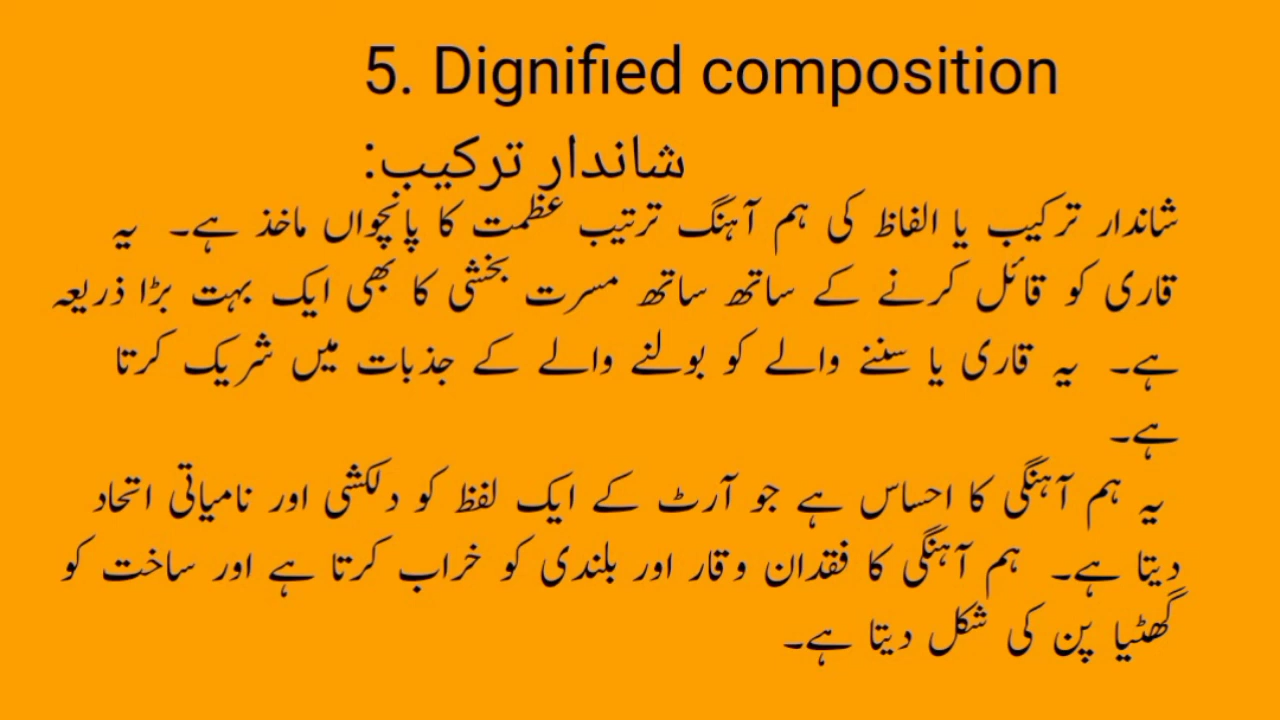 5. Dignified composition
شاندار ترکیب:
شاندار ترکیب یا الفاظ کی ہم آہنگ ترتیب عظمت کا پانچواں ماخذ ہے۔ یہ
قاری کو قائل کرنے کے ساتھ ساتھ مسرت بخشی کا بھی ایک بہت بڑا ذریعہ
ہے۔ یہ قاری یا سننے والے کو بولنے والے کے جذبات میں شریک کرتا
ہے۔
یہ ہم آہنگی کا احساس ہے جو آرٹ کے ایک لفظ کو دلکشی اور نامیاتی اتحاد
دیتا ہے۔ ہم آہنگی کا فقدان وقار اور بلندی کو خراب کرتا ہے اور ساخت کو
گھٹیا پن کی شکل دیتا ہے۔